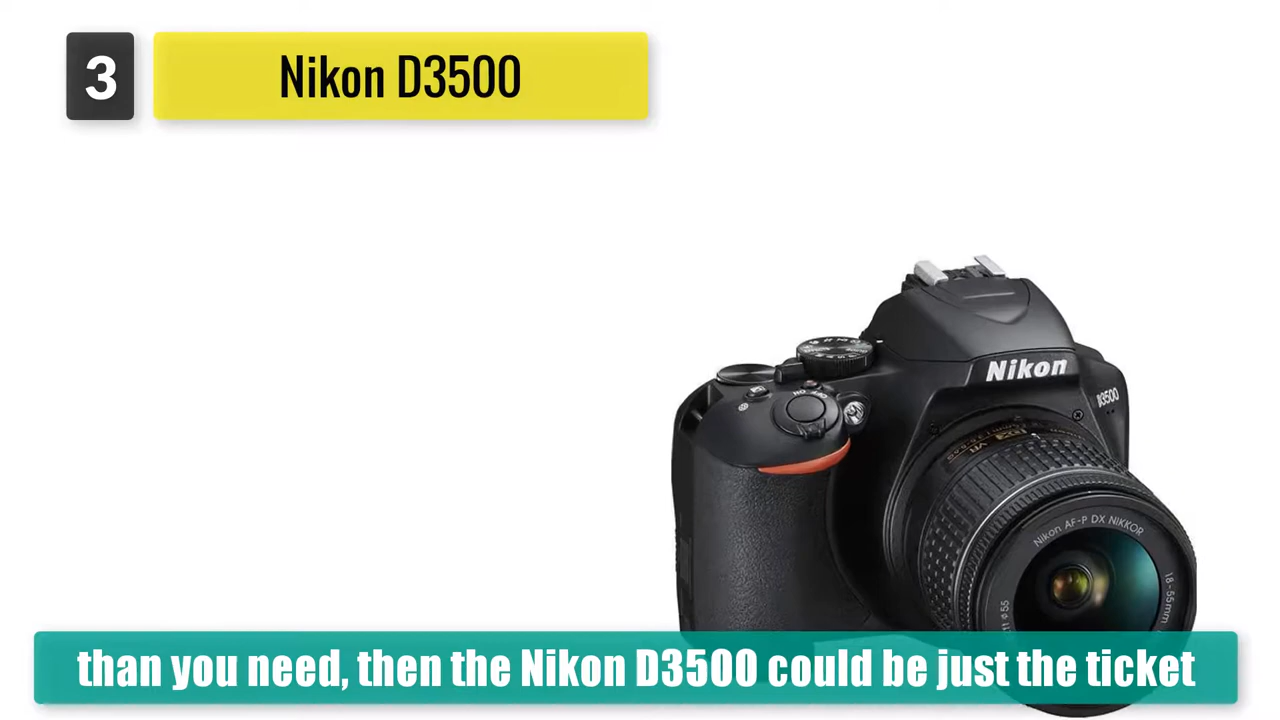 3
Nikon D3500
Nikon
D3500
Nikon AF-P DX NIKKOR
18-55mm
than you need, then the Nikon D3500 could be just the ticket